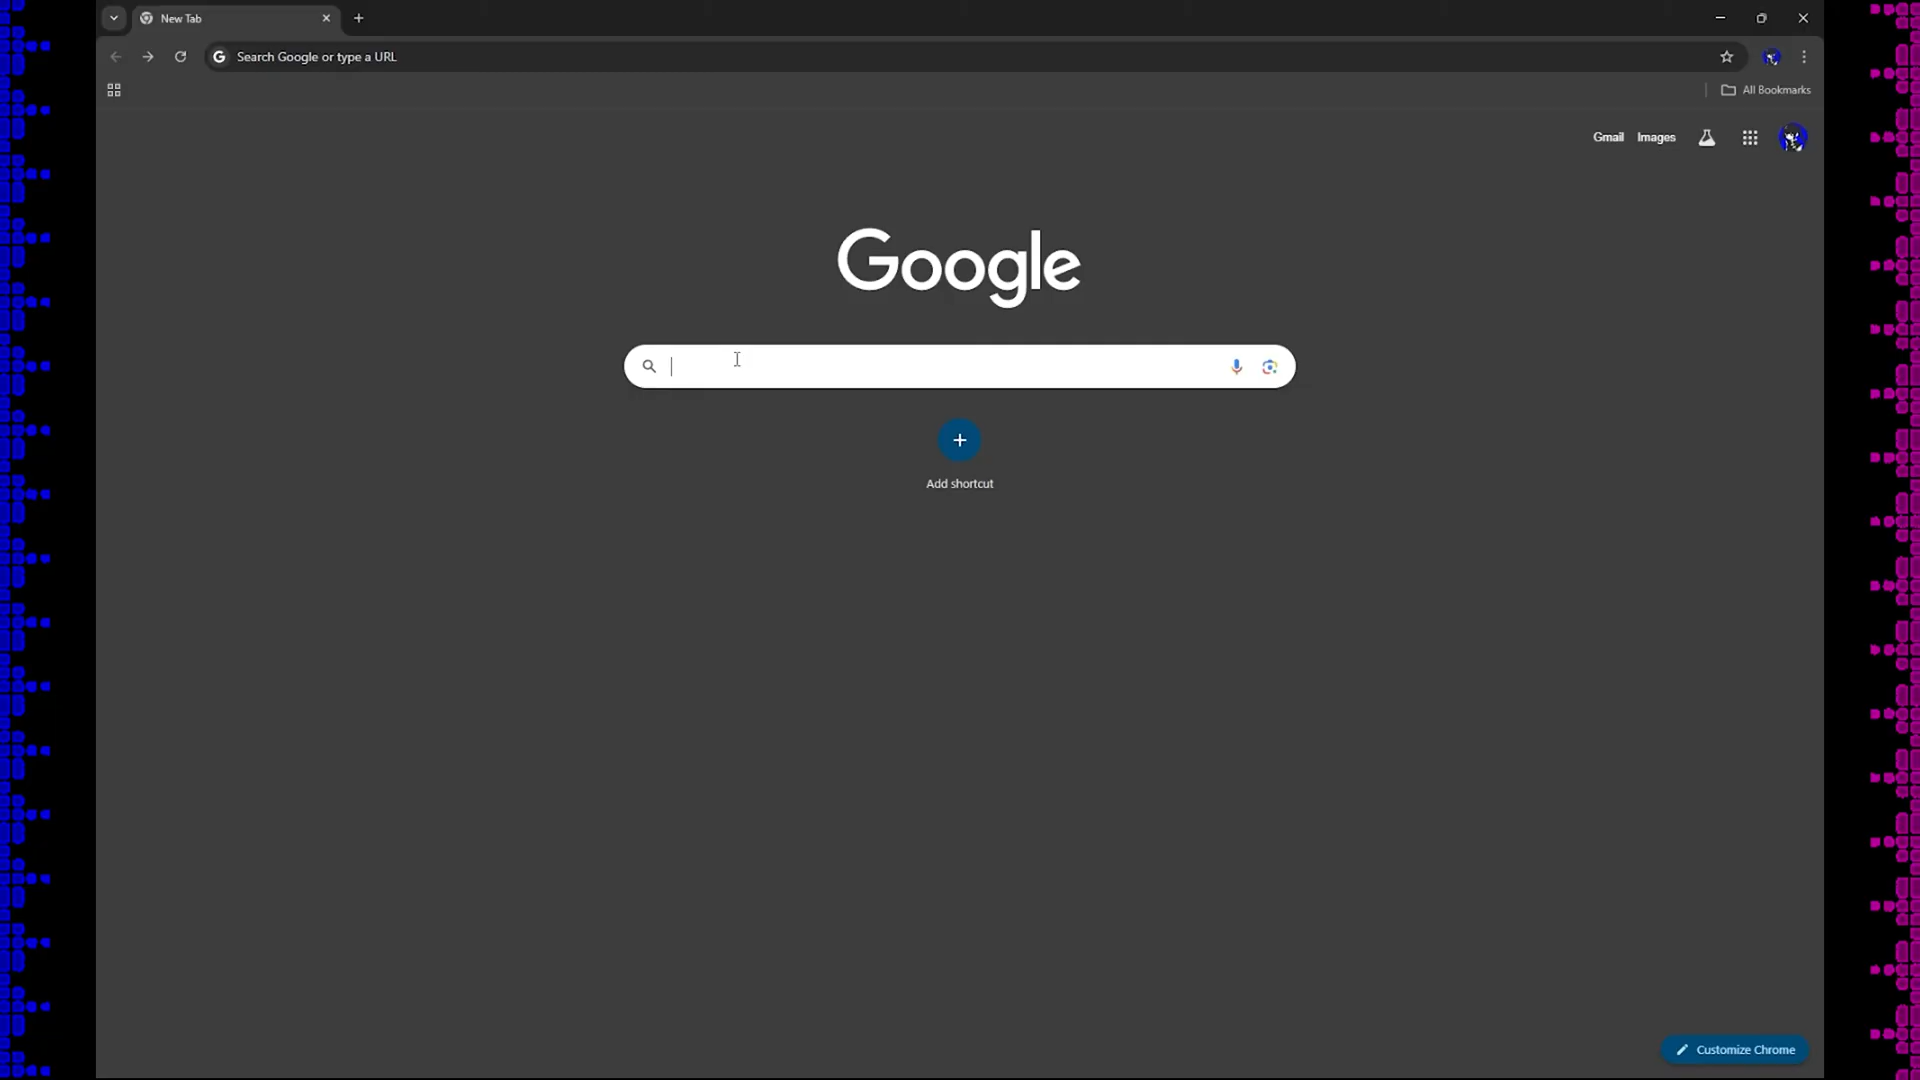 New Tab
Search Google or type a URL
All Bookmarks
Gmail Images
Google
Add shortcut
Customize Chrome